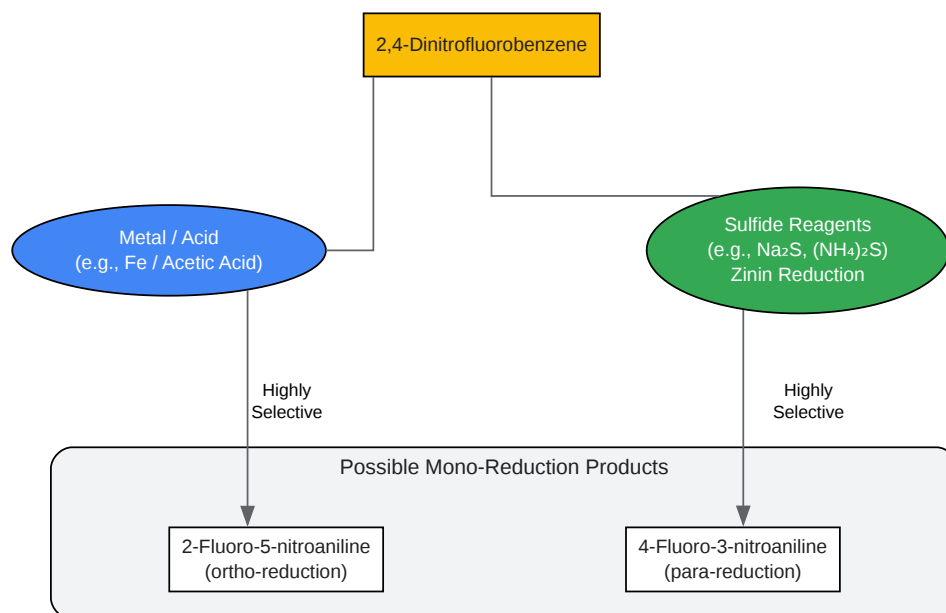 2,4-Dinitrofluorobenzene
Metal / Acid
(e.g., Fe / Acetic Acid)
Sulfide Reagents
(e.g., Na₂S, (NH₄)₂S)
Zinin Reduction
Highly
Selective
Highly
Selective
Possible Mono-Reduction Products
2-Fluoro-5-nitroaniline
(ortho-reduction)
4-Fluoro-3-nitroaniline
(para-reduction)